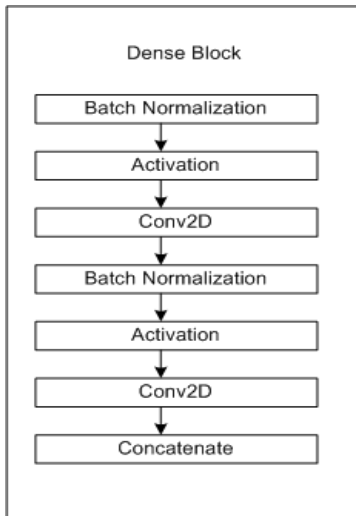 Dense Block
Batch Normalization
Activation
Conv2D
Batch Normalization
Activation
Conv2D
Concatenate